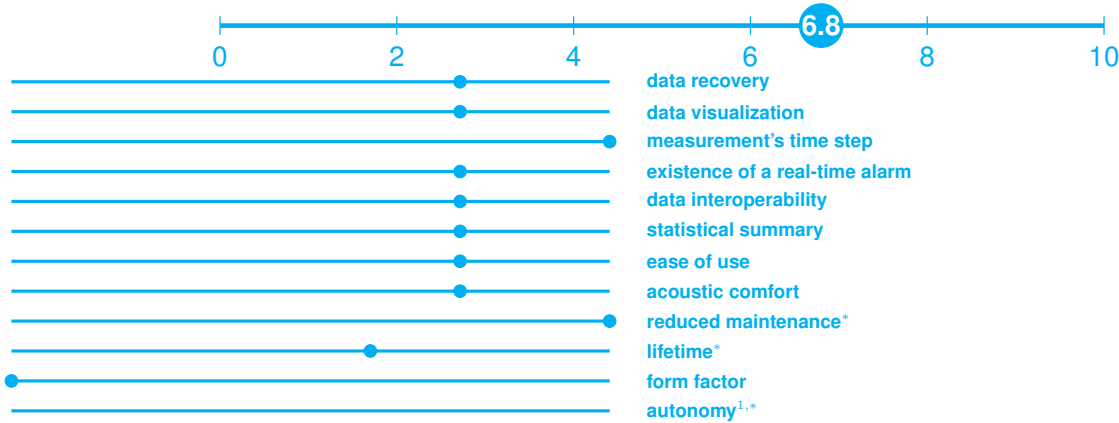 6.8
0 2 4 6 8 10
data recovery
data visualization
measurement's time step
existence of a real-time alarm
data interoperability
statistical summary
ease of use
acoustic comfort
reduced maintenance*
lifetime*
form factor
autonomy1,*